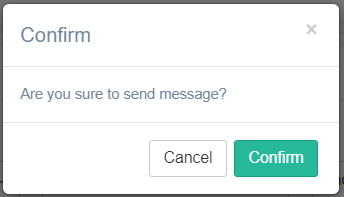 Confirm
×
Are you sure to send message?
Cancel
Confirm